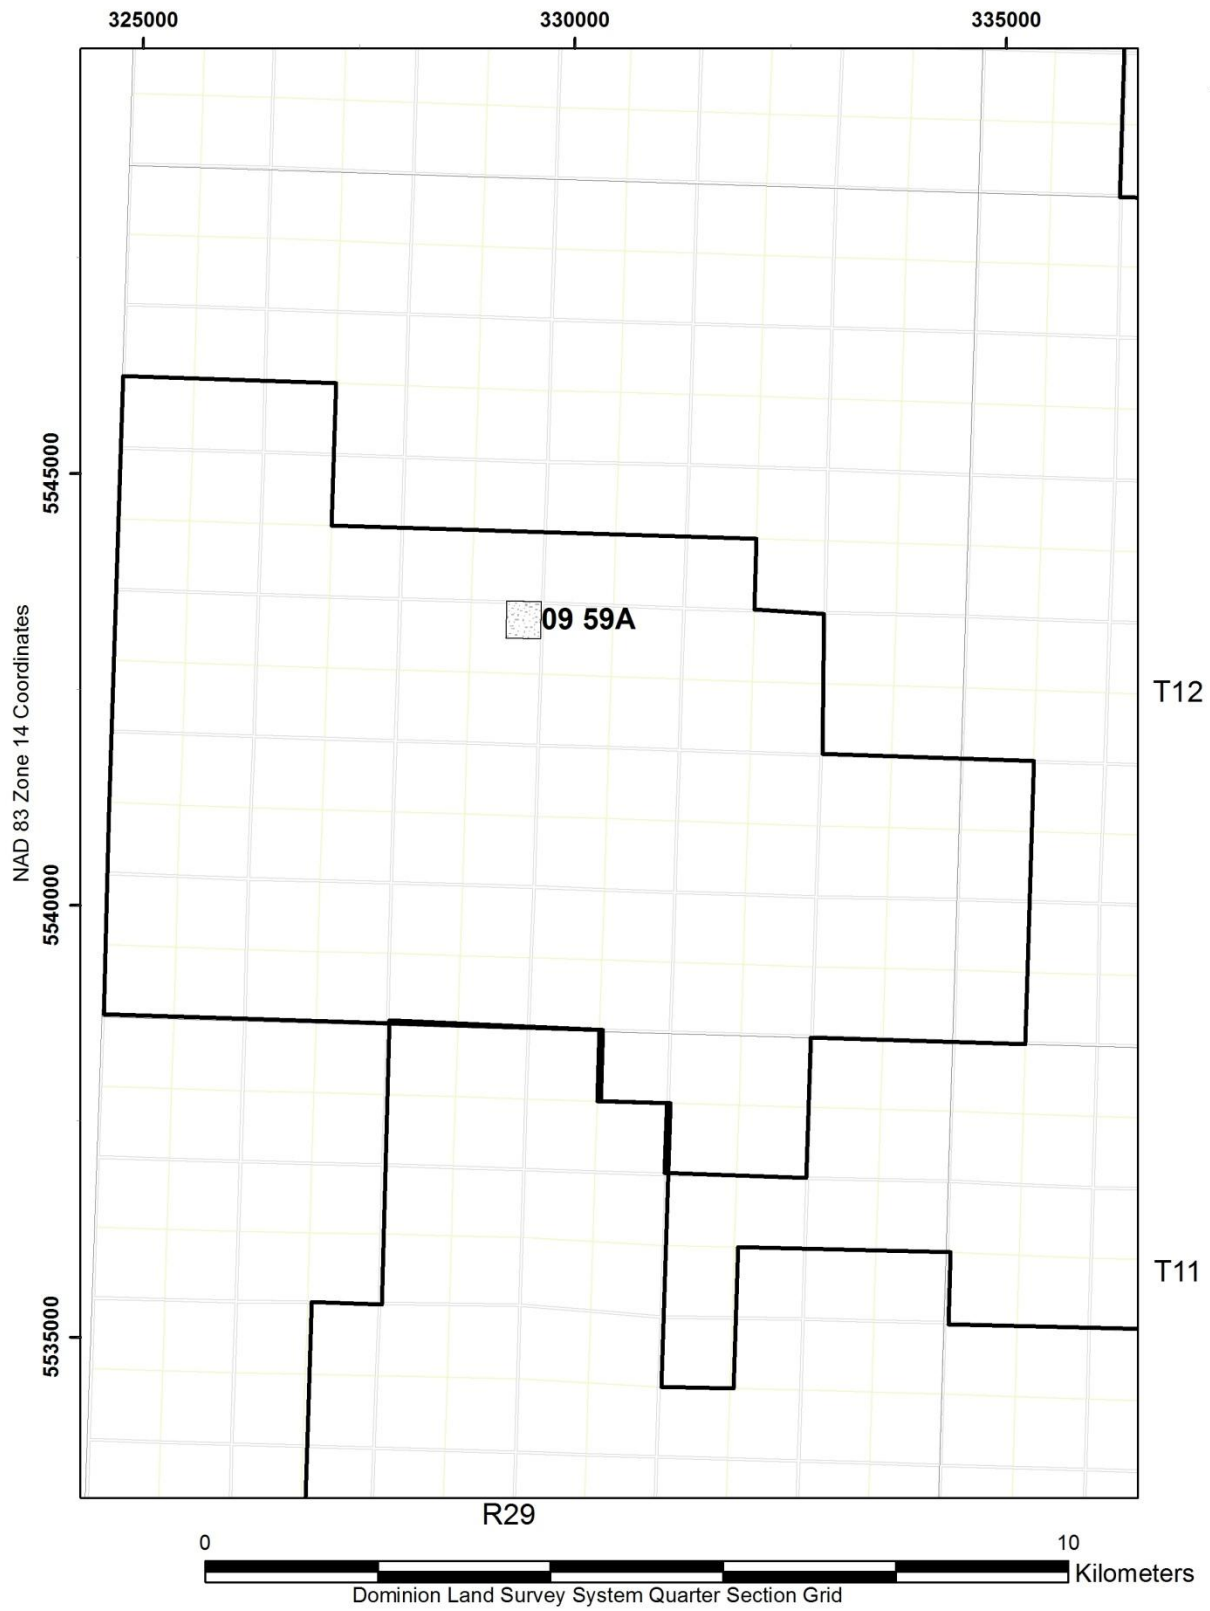 325000 330000 335000
5545000
09 59A
NAD 83 Zone 14 Coordinates
T12
5540000
T11
5535000
R29
0 10
Kilometers
Dominion Land Survey System Quarter Section Grid